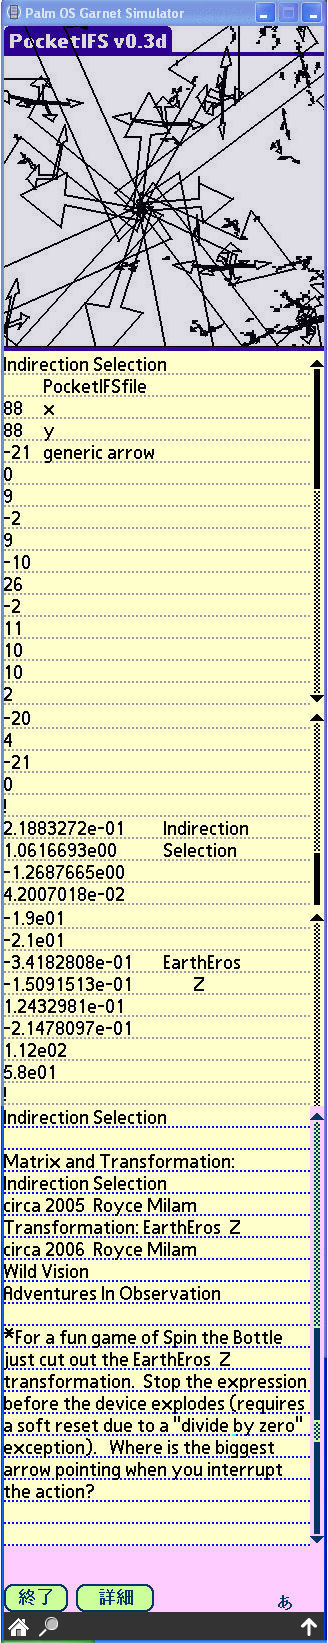 Palm OS Garnet Simulator
PocketIFS v0.3d
Indirection Selection
PocketIFSfile
88 x
88 y
-21 generic arrow
0
9
-2
9
-10
26
-2
11
10
10
2
-20
4
-21
0
!
2.1883272e-01 Indirection
1.0616693e00 Selection
-1.2687665e00
4.2007018e-02
-1.9e01
-2.1e01
-3.4182808e-01 EarthEros
-1.5091513e-01 Z
1.2432981e-01
-2.1478097e-01
1.12e02
5.8e01
!
Indirection Selection
Matrix and Transformation:
Indirection Selection
circa 2005 Royce Milam
Transformation: EarthEros Z
circa 2006 Royce Milam
Wild Vision
Adventures In Observation
*For a fun game of Spin the Bottle
just cut out the EarthEros Z
transformation. Stop the expression
before the device explodes (requires
a soft reset due to a "divide by zero"
exception). Where is the biggest
arrow pointing when you interrupt
the action?
終了 詳細 あ